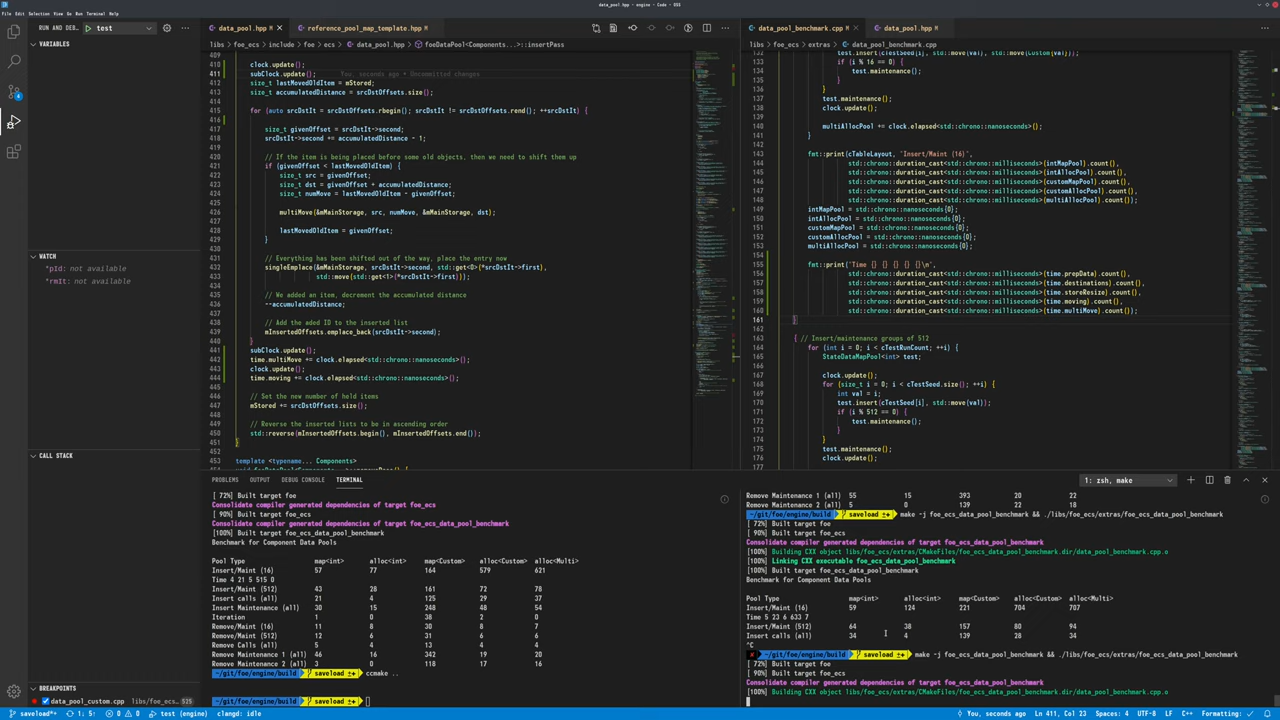 data_pool.hpp - engine - Code - OSS
File Edit Selection View Go Run Terminal Help
RUN AND DEBUG test
VARIABLES
WATCH
*pId: not available
*rmIt: not available
CALL STACK
BREAKPOINTS
data_pool_custom.cpp libs/foe_ecs... 525
data_pool.hpp
reference_pool_map_template.hpp
libs > foe_ecs > include > foe > ecs > data_pool.hpp > foeDataPool<Components...>::insertPass
409
410 clock.update();
411 subClock.update(); You, seconds ago • Uncommitted changes
412 size_t lastMovedOldItem = mStored;
413 size_t accumulatedDistance = srcDstOffsets.size();
414
415 for (auto srcDstIt = srcDstOffsets.rbegin(); srcDstIt != srcDstOffsets.rend(); ++srcDstIt) {
416
417 size_t givenOffset = srcDstIt->second;
418 srcDstIt->second += accumulatedDistance - 1;
419
420 // If the item is being placed before some old objects, then we need to shift them up
421 if (givenOffset < lastMovedOldItem) {
422 size_t src = givenOffset;
423 size_t dst = givenOffset + accumulatedDistance;
424 size_t numMove = lastMovedOldItem - givenOffset;
425
426 multiMove(&mMainStorage, src, numMove, &mMainStorage, dst);
427
428 lastMovedOldItem = givenOffset;
429 }
430
431 // Everything has been shifted out of the way, place the entry now
432 singleEmplace(&mMainStorage, srcDstIt->second, std::get<0>(*srcDstIt->first),
433 std::move(std::get<1>(*srcDstIt->first)));
434
435 // We added an item, decrement the accumulated distance
436 --accumulatedDistance;
437
438 // Add the aded ID to the inserted list
439 mInsertedOffsets.emplace_back(srcDstIt->second);
440 }
441 subClock.update();
442 time.multiMove += clock.elapsed<std::chrono::nanoseconds>();
443 clock.update();
444 time.moving += clock.elapsed<std::chrono::nanoseconds>();
445
446 // Set the new number of held items
447 mStored += srcDstOffsets.size();
448
449 // Reverse the inserted lists to be in ascending order
450 std::reverse(mInsertedOffsets.begin(), mInsertedOffsets.end());
451 }
452
453 template <typename... Components>
data_pool_benchmark.cpp
data_pool.hpp
libs > foe_ecs > extras > data_pool_benchmark.cpp
132 test.insert(cTestSeed[i], std::move(val), std::move(Custom{val}));
133 if (i % 16 == 0) {
134 test.maintenance();
135 }
136 }
137 test.maintenance();
138 clock.update();
139
140 multiAllocPool += clock.elapsed<std::chrono::nanoseconds>();
141 }
142
143 fmt::print(cTableLayout, "Insert/Maint (16)",
144 std::chrono::duration_cast<std::chrono::milliseconds>(intMapPool).count(),
145 std::chrono::duration_cast<std::chrono::milliseconds>(intAllocPool).count(),
146 std::chrono::duration_cast<std::chrono::milliseconds>(customMapPool).count(),
147 std::chrono::duration_cast<std::chrono::milliseconds>(customAllocPool).count(),
148 std::chrono::duration_cast<std::chrono::milliseconds>(multiAllocPool).count());
149 intMapPool = std::chrono::nanoseconds{0};
150 intAllocPool = std::chrono::nanoseconds{0};
151 customMapPool = std::chrono::nanoseconds{0};
152 customAllocPool = std::chrono::nanoseconds{0};
153 multiAllocPool = std::chrono::nanoseconds{0};
154
155 fmt::print("Time {} {} {} {} {}\n",
156 std::chrono::duration_cast<std::chrono::milliseconds>(time.prepData).count(),
157 std::chrono::duration_cast<std::chrono::milliseconds>(time.destinations).count(),
158 std::chrono::duration_cast<std::chrono::milliseconds>(time.storeResize).count(),
159 std::chrono::duration_cast<std::chrono::milliseconds>(time.moving).count(),
160 std::chrono::duration_cast<std::chrono::milliseconds>(time.multiMove).count());
161 }
162
163 { // Insert/maintenance groups of 512
164 for (int i = 0; i < cTestRunCount; ++i) {
165 StateDataMapPool<int> test;
166
167 clock.update();
168 for (size_t i = 0; i < cTestSeed.size(); ++i) {
169 int val = i;
170 test.insert(cTestSeed[i], std::move(val));
171 if (i % 512 == 0) {
172 test.maintenance();
173 }
174 }
175 test.maintenance();
176 clock.update();
177
PROBLEMS OUTPUT DEBUG CONSOLE TERMINAL
1: zsh, make
[ 72%] Built target foe
Consolidate compiler generated dependencies of target foe_ecs
[ 90%] Built target foe_ecs
Consolidate compiler generated dependencies of target foe_ecs_data_pool_benchmark
[100%] Built target foe_ecs_data_pool_benchmark
Benchmark for Component Data Pools
Pool Type map<int> alloc<int> map<Custom> alloc<Custom> alloc<Multi>
Insert/Maint (16) 57 77 164 579 621
Time 4 21 5 515 0
Insert/Maint (512) 28 43 161 72 78
Insert calls (all) 21 4 125 29 37
Insert Maintenance (all) 30 15 248 48 54
Iteration 1 0 38 2 0
Remove/Maint (16) 11 8 30 8 7
Remove/Maint (512) 12 6 31 6 6
Remove Calls (all) 5 4 13 4 4
Remove Maintenance 1 (all) 46 16 342 19 20
Remove Maintenance 2 (all) 3 0 118 17 16
~/git/foe/engine/build saveload ±+ ccmake ..
~/git/foe/engine/build saveload ±+
Remove Maintenance 1 (all) 55 15 393 20 22
Remove Maintenance 2 (all) 5 0 139 22 18
~/git/foe/engine/build saveload ±+ make -j foe_ecs_data_pool_benchmark && ./libs/foe_ecs/extras/foe_ecs_data_pool_benchmark
[ 72%] Built target foe
[ 90%] Built target foe_ecs
Consolidate compiler generated dependencies of target foe_ecs_data_pool_benchmark
[100%] Building CXX object libs/foe_ecs/extras/CMakeFiles/foe_ecs_data_pool_benchmark.dir/data_pool_benchmark.cpp.o
[100%] Linking CXX executable foe_ecs_data_pool_benchmark
[100%] Built target foe_ecs_data_pool_benchmark
Benchmark for Component Data Pools
Pool Type map<int> alloc<int> map<Custom> alloc<Custom> alloc<Multi>
Insert/Maint (16) 59 124 221 704 707
Time 5 23 6 633 7
Insert/Maint (512) 64 38 157 80 94
Insert calls (all) 34 4 139 28 34
^C
✘ ~/git/foe/engine/build saveload ±+ make -j foe_ecs_data_pool_benchmark && ./libs/foe_ecs/extras/foe_ecs_data_pool_benchmark
[ 72%] Built target foe
[ 90%] Built target foe_ecs
Consolidate compiler generated dependencies of target foe_ecs_data_pool_benchmark
[100%] Building CXX object libs/foe_ecs/extras/CMakeFiles/foe_ecs_data_pool_benchmark.dir/data_pool_benchmark.cpp.o
saveload* 1↓ 5↑ 0 0 test (engine) clangd: idle
You, seconds ago Ln 411, Col 23 Spaces: 4 UTF-8 LF C++ Formatting: ✓